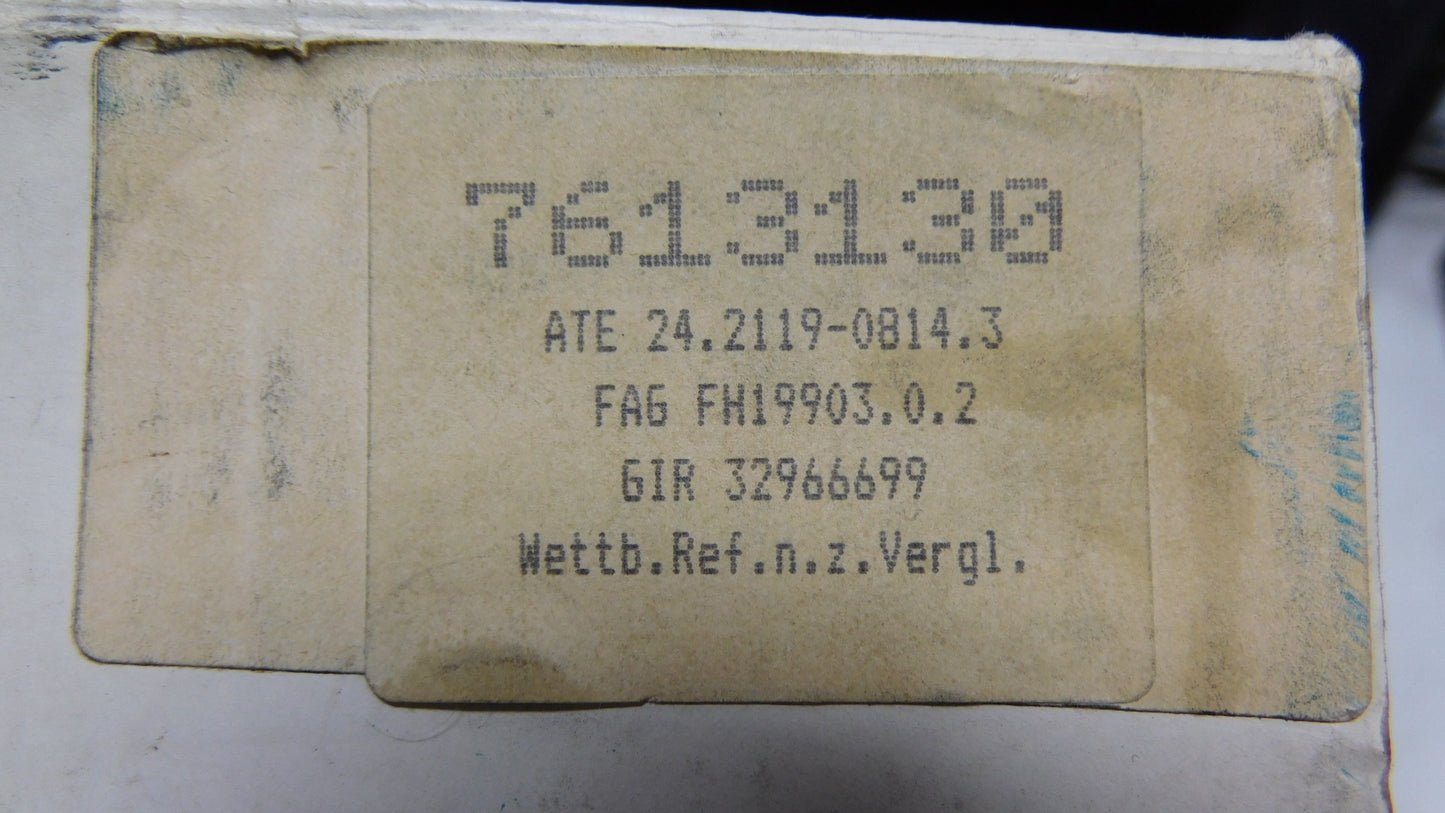 7613130
ATE 24.2119-0814.3
FAG FH19903.0.2
GIR 32966699
Wettb.Ref.n.z.Vergl.